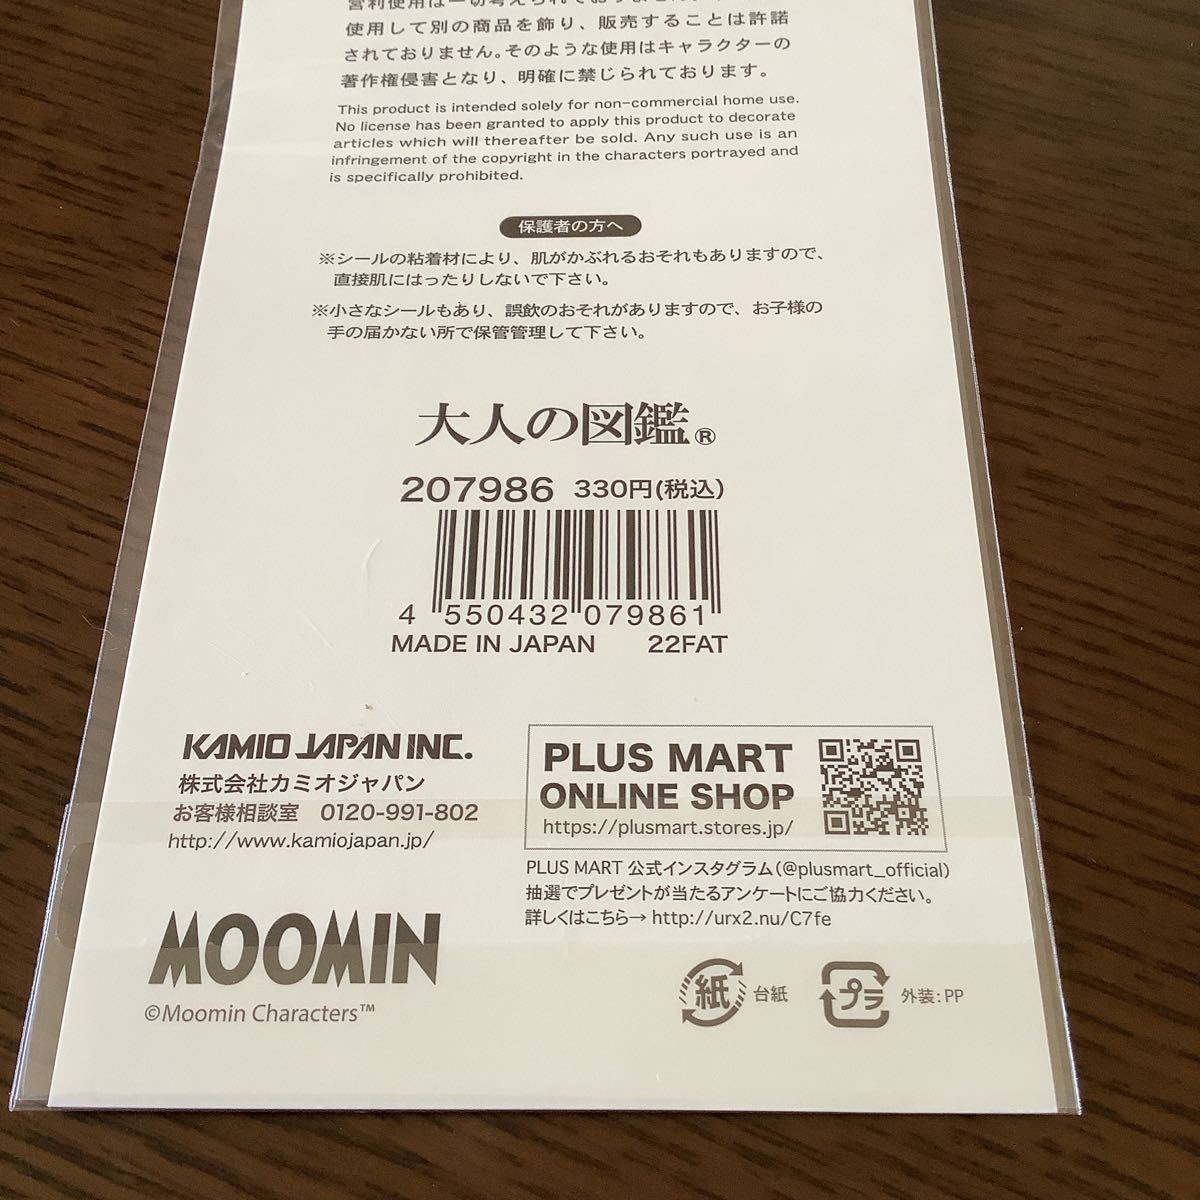 使用して別の商品を飾り、販売することは許諾
されておりません。そのような使用はキャラクターの
著作権侵害となり、明確に禁じられております。
This product is intended solely for non-commercial home use.
No license has been granted to apply this product to decorate
articles which will thereafter be sold. Any such use is an
infringement of the copyright in the characters portrayed and
is specifically prohibited.
保護者の方へ
※シールの粘着材により、肌がかぶれるおそれもありますので、
直接肌にはったりしないで下さい。
※小さなシールもあり、誤飲のおそれがありますので、お子様の
手の届かない所で保管管理して下さい。
大人の図鑑®
207986 330円(税込)
4 550432 079861
MADE IN JAPAN 22FAT
KAMIO JAPAN INC.
株式会社カミオジャパン
お客様相談室 0120-991-802
http://www.kamiojapan.jp/
PLUS MART
ONLINE SHOP
https://plusmart.stores.jp/
PLUS MART 公式インスタグラム(@plusmart_official)
抽選でプレゼントが当たるアンケートにご協力ください。
詳しくはこちら→ http://urx2.nu/C7fe
MOOMIN
©Moomin Characters™
紙 台紙
プラ 外装:PP